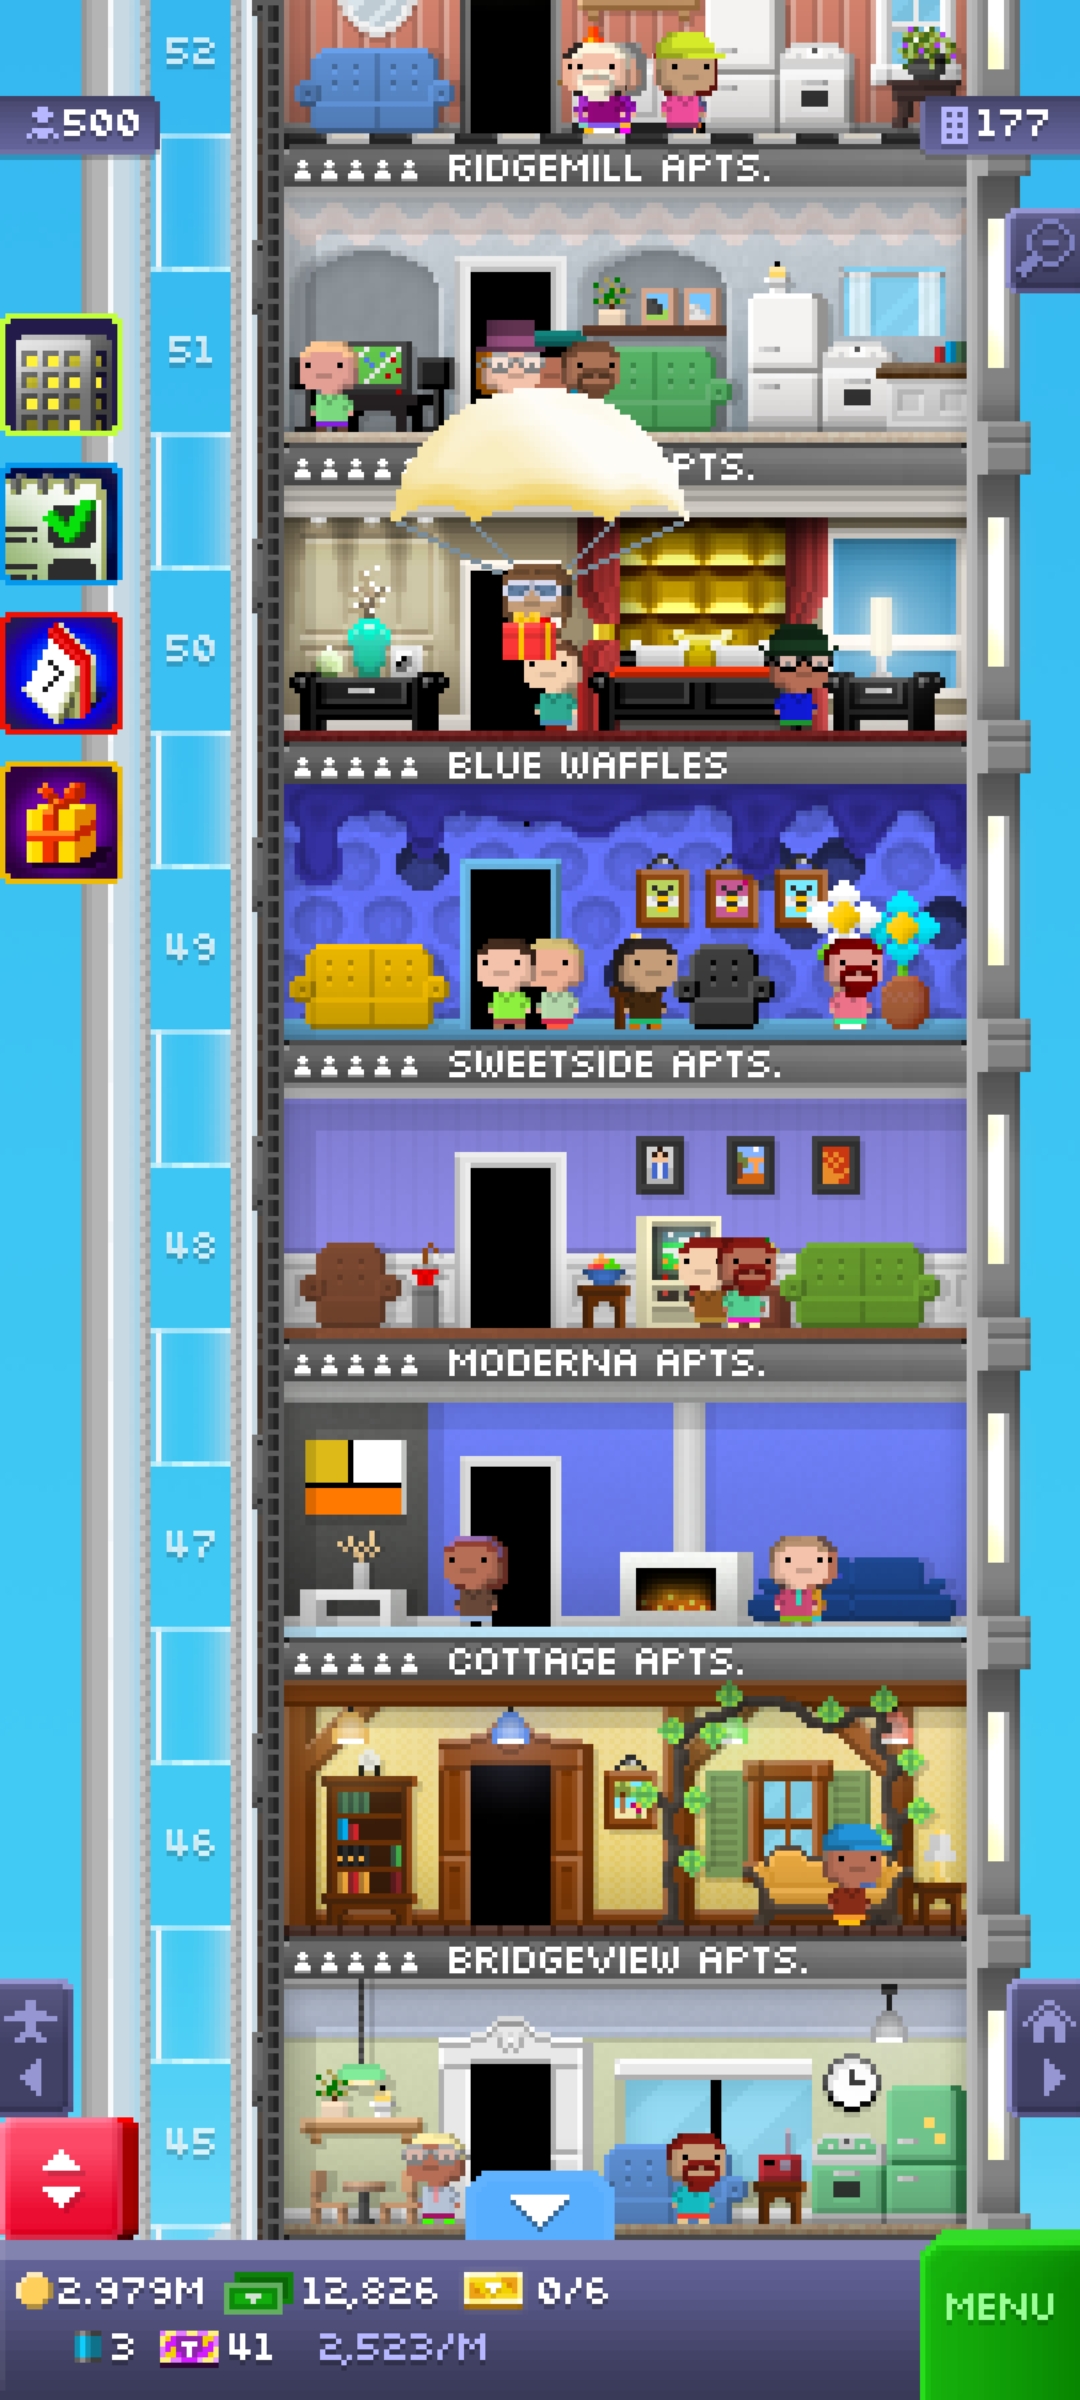 52
500
177
RIDGEMILL APTS.
51
PTS.
50
BLUE WAFFLES
49
SWEETSIDE APTS.
48
MODERNA APTS.
47
COTTAGE APTS.
46
BRIDGEVIEW APTS.
45
2.979M 12,826 0/6
3 T 41 2,523/M
MENU